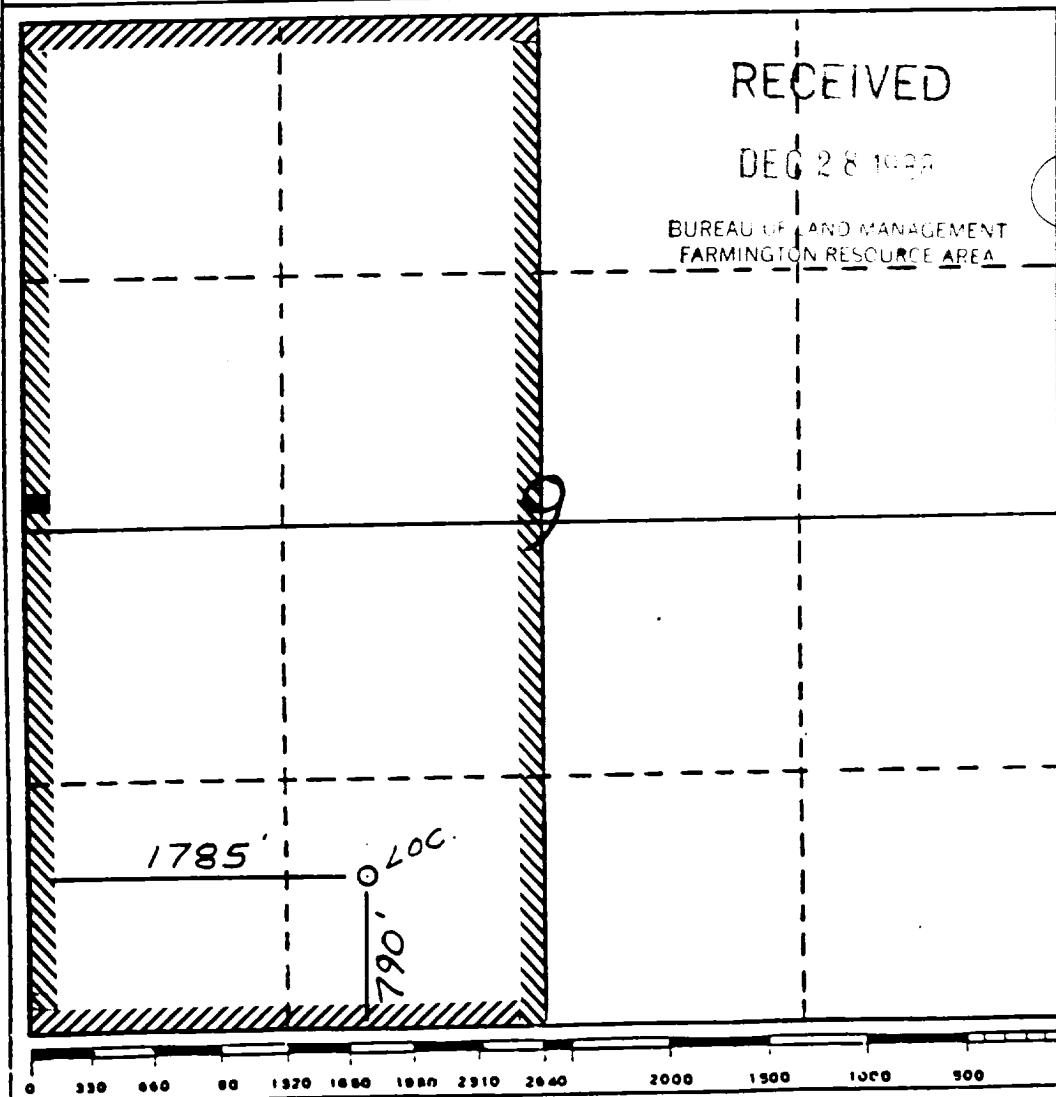 RECEIVED
DEC 28
BUREAU OF LAND MANAGEMENT
FARMINGTON RESOURCE AREA
9
1785'
LOC.
790'
0 330 660 90 1320 1650 1980 2310 2640 2000 1500 1000 500